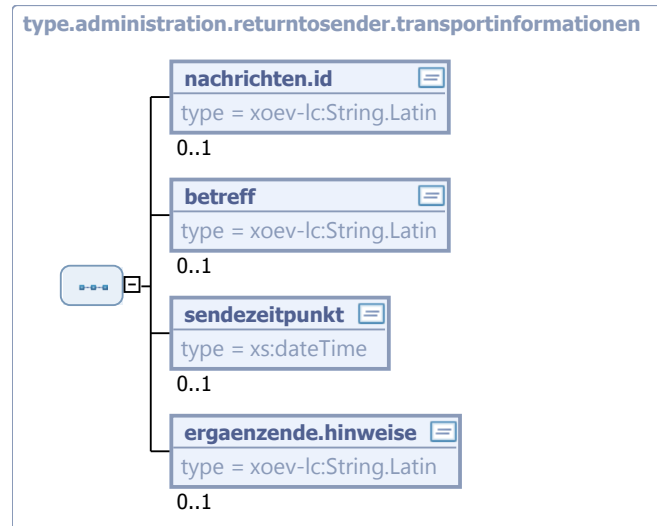 type.administration.returntosender.transportinformationen
nachrichten.id
type = xoev-lc:String.Latin
0..1
betreff
type = xoev-lc:String.Latin
0..1
sendezeitpunkt
type = xs:dateTime
0..1
ergaenzende.hinweise
type = xoev-lc:String.Latin
0..1